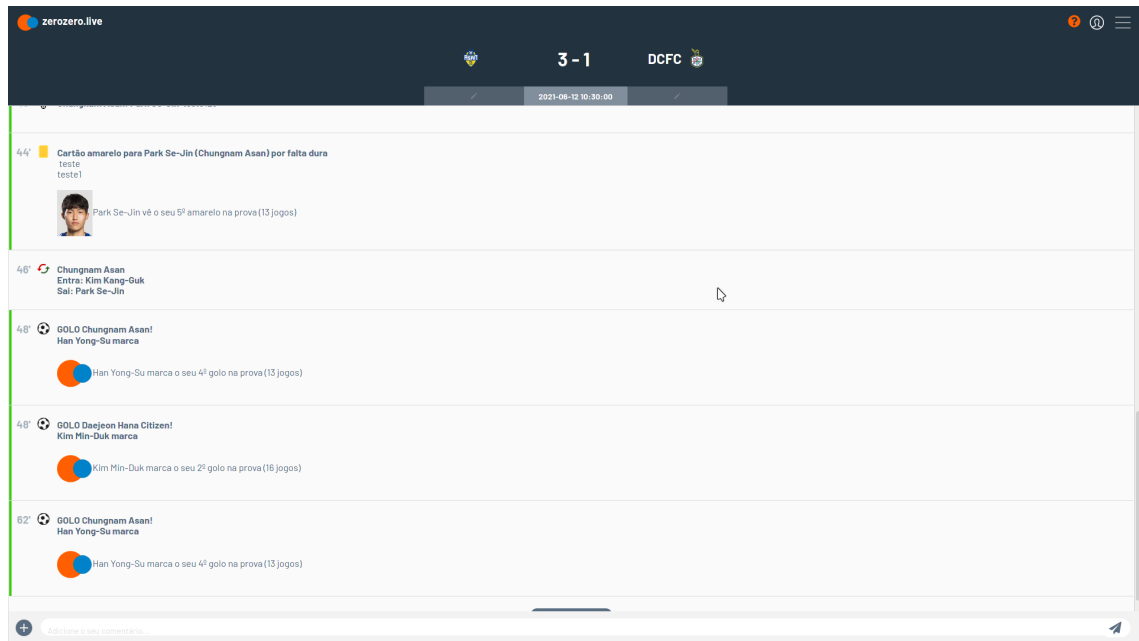 zerozero.live
?
3 - 1
DCFC
2021-06-12 10:30:00
44'
Cartão amarelo para Park Se-Jin (Chungnam Asan) por falta dura
teste
teste1
Park Se-Jin vê o seu 5º amarelo na prova (13 jogos)
46'
Chungnam Asan
Entra: Kim Kang-Guk
Sai: Park Se-Jin
48'
GOLO Chungnam Asan!
Han Yong-Su marca
Han Yong-Su marca o seu 4º golo na prova (13 jogos)
48'
GOLO Daejeon Hana Citizen!
Kim Min-Duk marca
Kim Min-Duk marca o seu 2º golo na prova (16 jogos)
62'
GOLO Chungnam Asan!
Han Yong-Su marca
Han Yong-Su marca o seu 4º golo na prova (13 jogos)
Adicione o seu comentário...